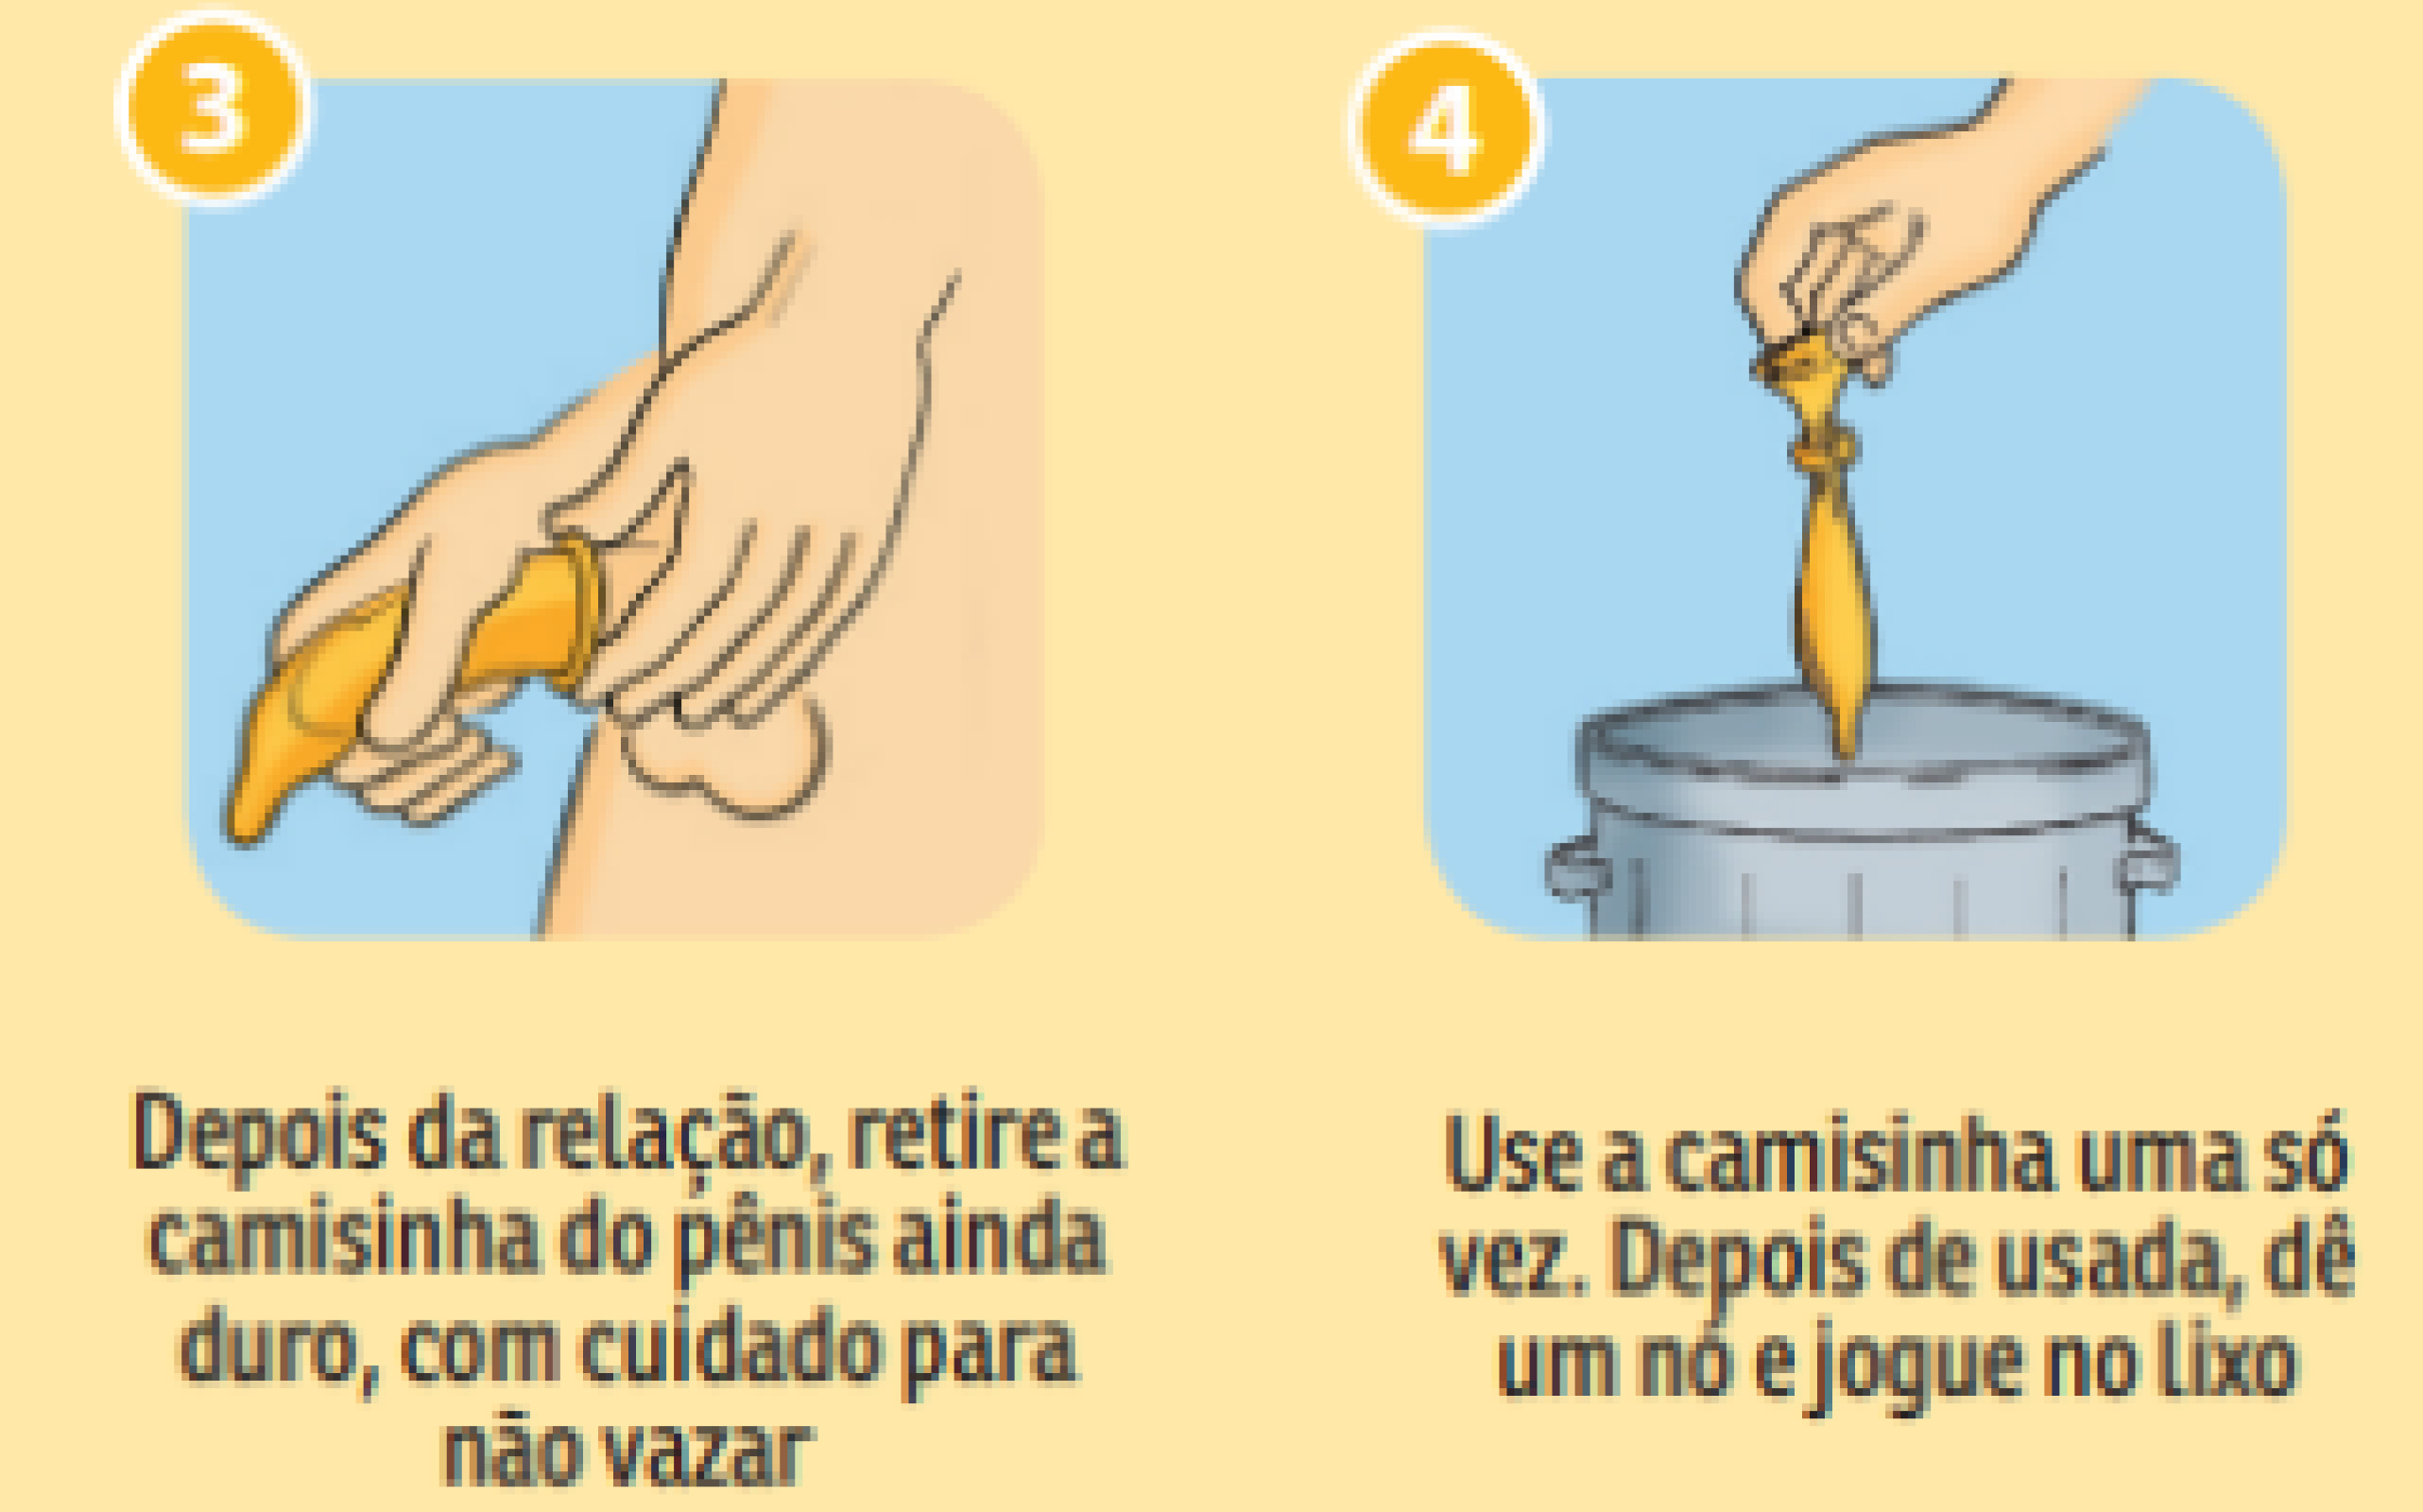 3
Depois da relação, retire a
camisinha do pênis ainda
duro, com cuidado para
não vazar
4
Use a camisinha uma só
vez. Depois de usada, dê
um nó e jogue no lixo